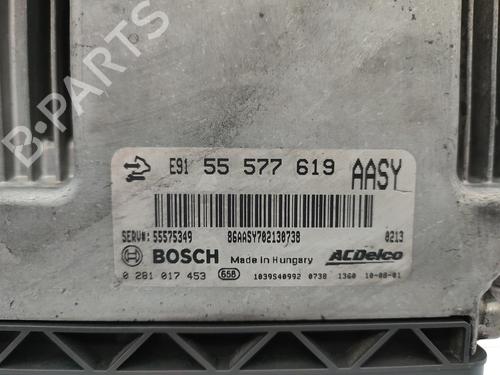 B-PARTS
E91 55 577 619 AASY
SERV#: 55575349 86AASY702130738 0213
BOSCH Made in Hungary ACDelco
0 281 017 453 658 1039S40992 0738 1360 10-08-01